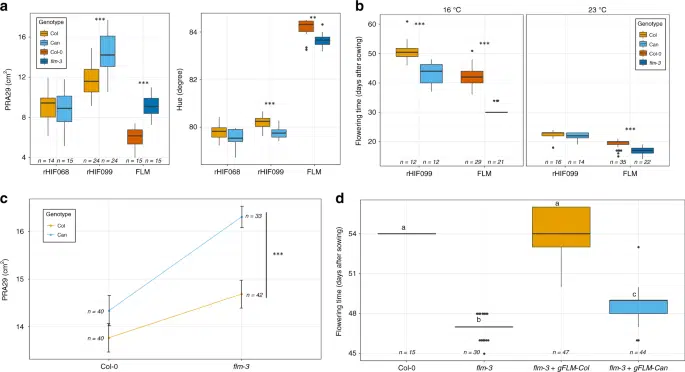 a
Genotype
Col
Can
Col-0
flm-3
***
***
PRA29 (cm2)
16
12
8
4
n = 14 n = 15
n = 24 n = 24
n = 15 n = 15
rHIF068
rHIF099
FLM
Hue (degree)
84
82
80
***
**
rHIF068
rHIF099
FLM
b
16 °C
23 °C
Flowering time (days after sowing)
60
50
40
30
20
***
***
***
Genotype
Col
Can
Col-0
flm-3
n = 12
n = 12
n = 29
n = 21
n = 16
n = 14
n = 35
n = 22
rHIF099
FLM
rHIF099
FLM
c
Genotype
Col
Can
PRA29 (cm2)
16
15
14
n = 33
***
n = 42
n = 40
n = 40
Col-0
flm-3
d
Flowering time (days after sowing)
54
51
48
45
a
b
a
c
n = 15
n = 30
n = 47
n = 44
Col-0
flm-3
flm-3 + gFLM-Col
flm-3 + gFLM-Can